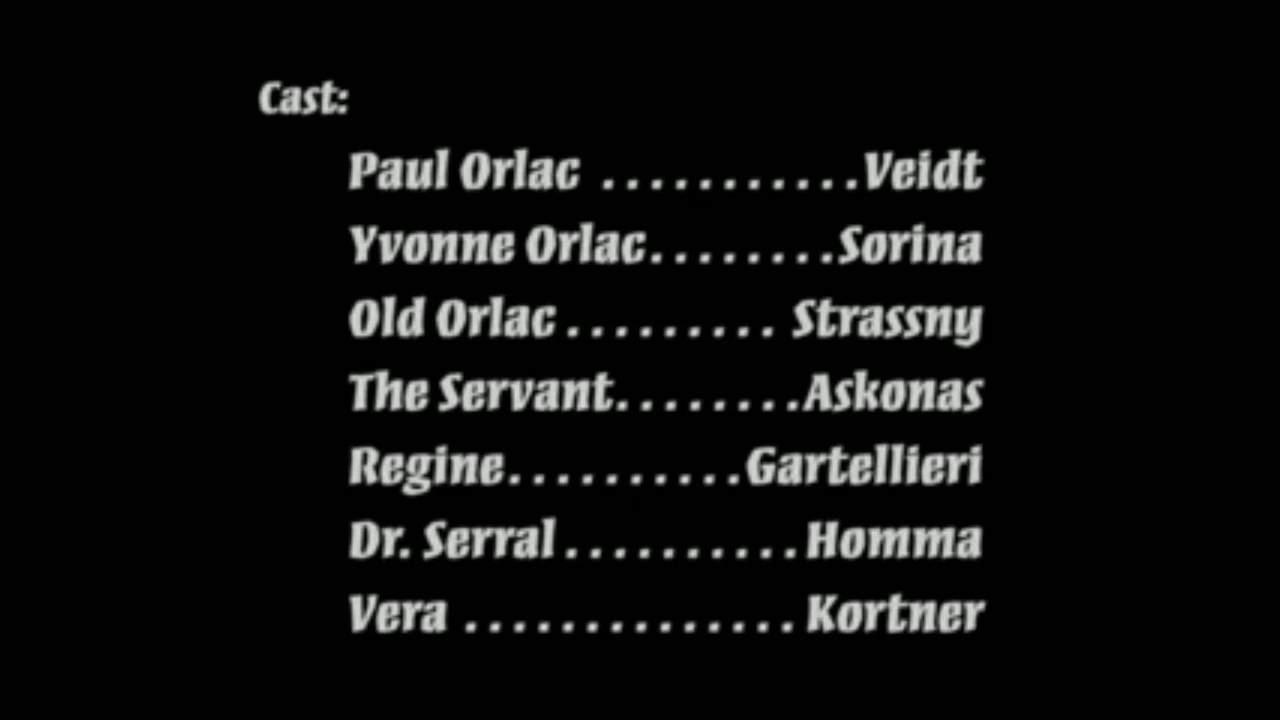 Cast:
Paul Orlac ...........Veidt
Yvonne Orlac........Sorina
Old Orlac ......... Strassny
The Servant........Askonas
Regine..........Gartellieri
Dr. Serral ..........Homma
Vera ..............Kortner